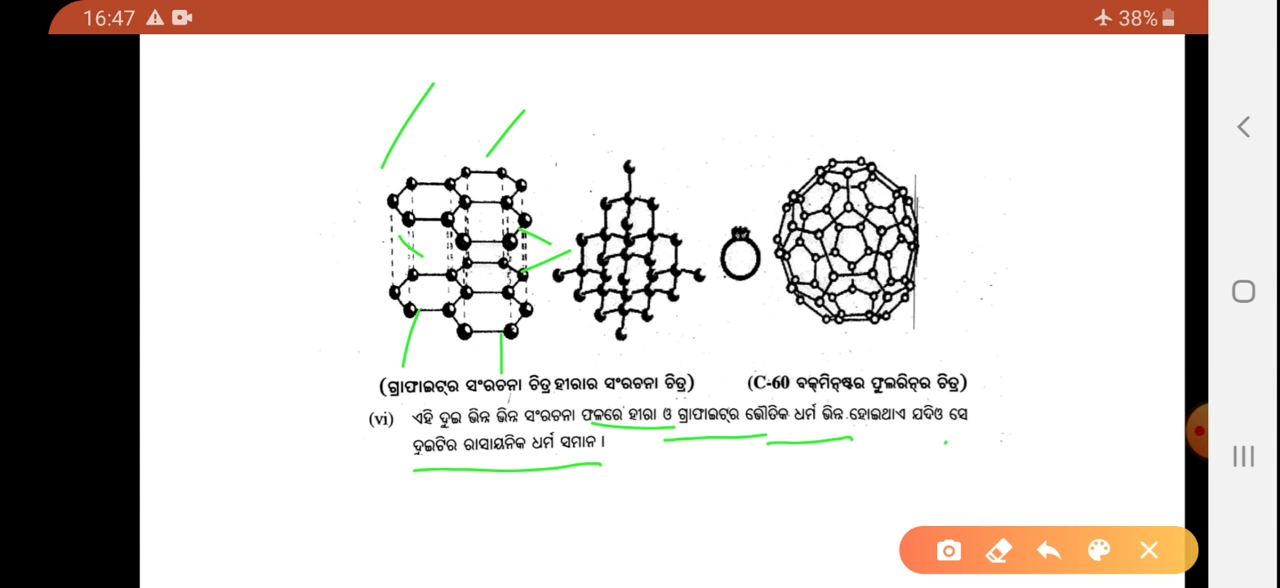 16:47
38%
(ଗ୍ରାଫାଇଟ୍‌ର ସଂରଚନା ଚିତ୍ର ହୀରାର ସଂରଚନା ଚିତ୍ର) (C-60 ବକ୍‌ମିନ୍‌ଷ୍ଟର ଫୁଲରିନ୍‌ର ଚିତ୍ର)
(vi) ଏହି ଦୁଇ ଭିନ୍ନ ଭିନ୍ନ ସଂରଚନା ଫଳରେ ହୀରା ଓ ଗ୍ରାଫାଇଟ୍‌ର ଭୌତିକ ଧର୍ମ ଭିନ୍ନ ହୋଇଥାଏ ଯଦିଓ ସେ
ଦୁଇଟିର ରାସାୟନିକ ଧର୍ମ ସମାନ ।